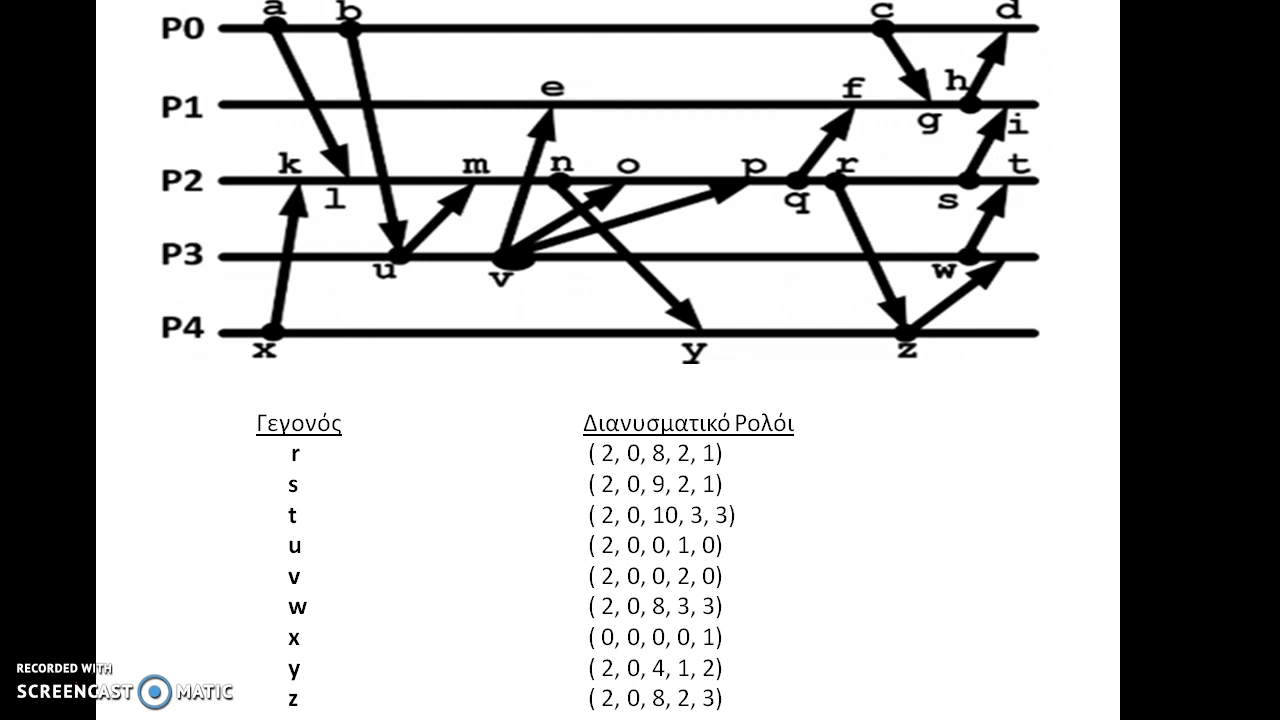 a b c d
P0
e f h
P1
g i
k m n o p r t
P2
l q s
P3
u v w
P4
x y z
Γεγονός Διανυσματικό Ρολόι
r ( 2, 0, 8, 2, 1)
s ( 2, 0, 9, 2, 1)
t ( 2, 0, 10, 3, 3)
u ( 2, 0, 0, 1, 0)
v ( 2, 0, 0, 2, 0)
w ( 2, 0, 8, 3, 3)
x ( 0, 0, 0, 0, 1)
y ( 2, 0, 4, 1, 2)
z ( 2, 0, 8, 2, 3)
RECORDED WITH
SCREENCAST MATIC